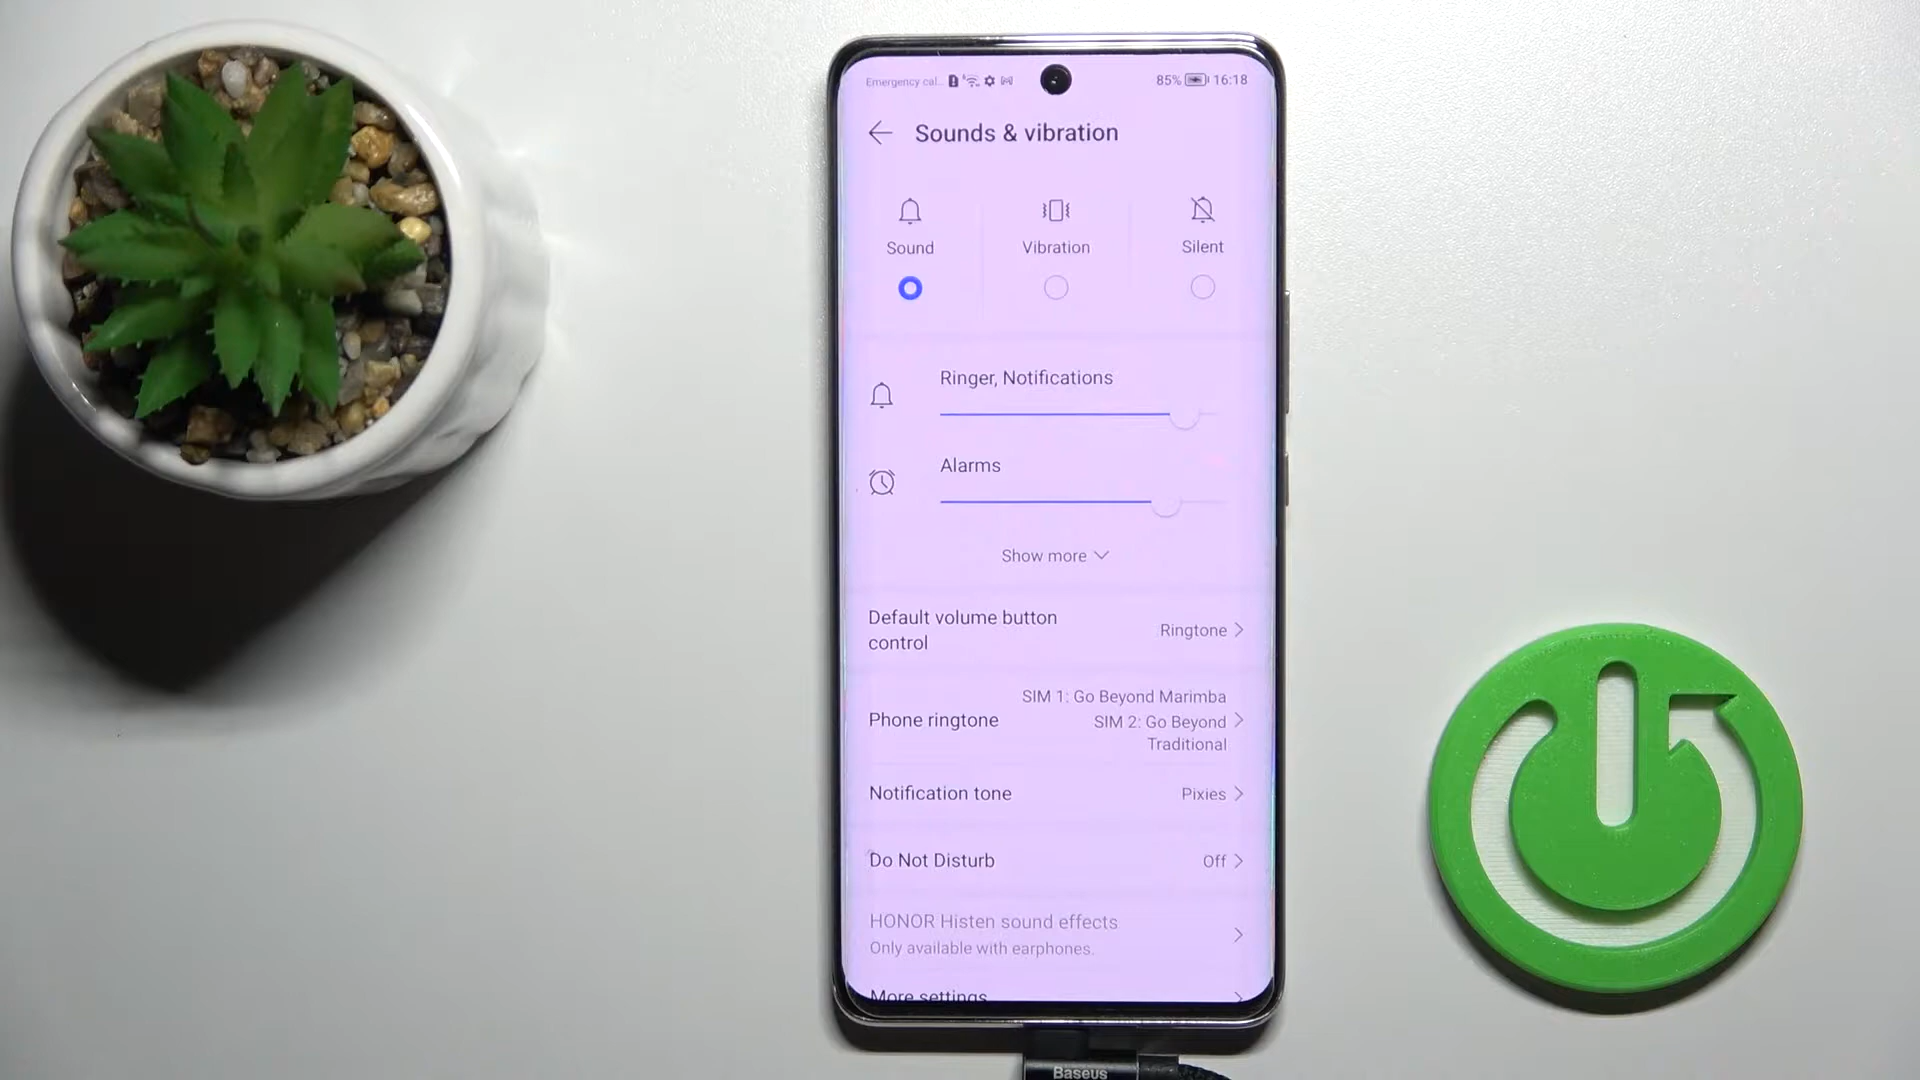 Emergency cal... 85% 16:18
Sounds & vibration
Sound Vibration Silent
Ringer, Notifications
Alarms
Show more
Default volume button
control
Ringtone
Phone ringtone
SIM 1: Go Beyond Marimba
SIM 2: Go Beyond
Traditional
Notification tone Pixies
Do Not Disturb Off
HONOR Histen sound effects
Only available with earphones.
More settings
Baseus